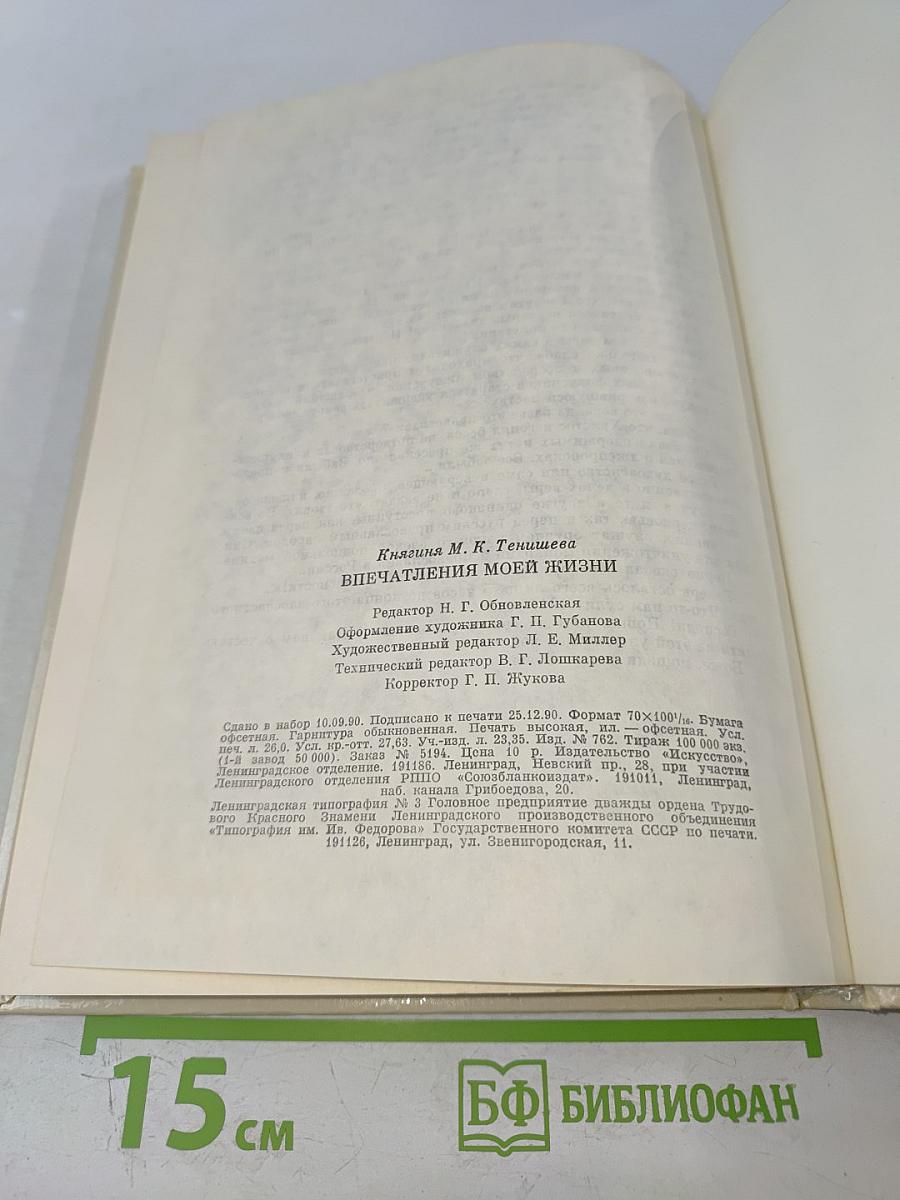 Княгиня М. К. Тенишева
ВПЕЧАТЛЕНИЯ МОЕЙ ЖИЗНИ
Редактор Н. Г. Обновленская
Оформление художника Г. П. Губанова
Художественный редактор Л. Е. Миллер
Технический редактор В. Г. Лошкарева
Корректор Г. П. Жукова
Сдано в набор 10.09.90. Подписано к печати 25.12.90. Формат 70×100¹/₁₆. Бумага
офсетная. Гарнитура обыкновенная. Печать высокая, ил. — офсетная. Усл.
печ. л. 26,0. Усл. кр.-отт. 27,63. Уч.-изд. л. 23,35. Изд. № 762. Тираж 100 000 экз.
(1-й завод 50 000). Заказ № 5194. Цена 10 р. Издательство «Искусство»,
Ленинградское отделение. 191186. Ленинград, Невский пр., 28, при участии
Ленинградского отделения РППО «Союзбланкоиздат». 191011, Ленинград,
наб. канала Грибоедова, 20.
Ленинградская типография № 3 Головное предприятие дважды ордена Трудо-
вого Красного Знамени Ленинградского производственного объединения
«Типография им. Ив. Федорова» Государственного комитета СССР по печати.
191126, Ленинград, ул. Звенигородская, 11.
15 см
БФ БИБЛИОФАН